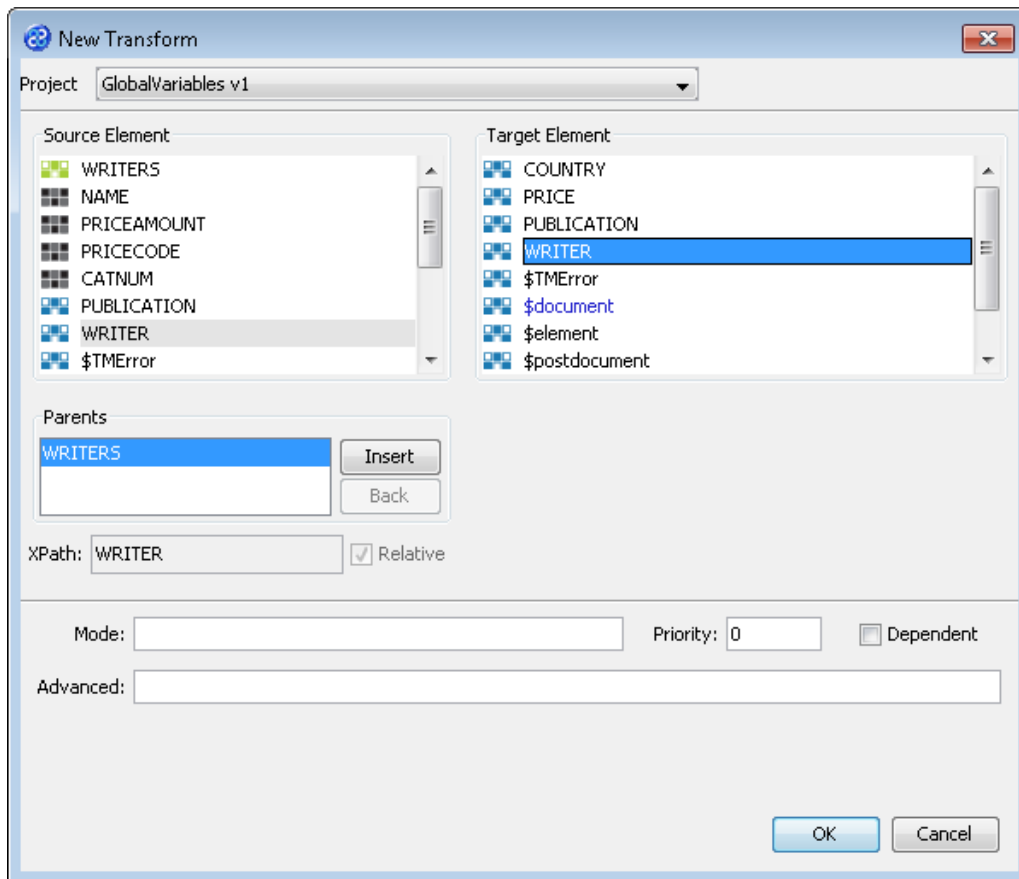 New Transform
Project GlobalVariables v1
Source Element
WRITERS
NAME
PRICEAMOUNT
PRICECODE
CATNUM
PUBLICATION
WRITER
$TMError
Target Element
COUNTRY
PRICE
PUBLICATION
WRITER
$TMError
$document
$element
$postdocument
Parents
WRITERS
Insert
Back
XPath: WRITER Relative
Mode: Priority: 0 Dependent
Advanced:
OK Cancel